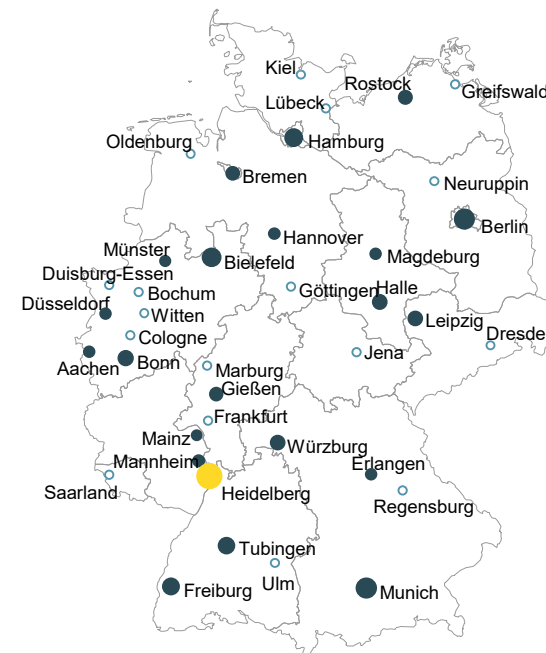 Kiel
Rostock
Greifswald
Lübeck
Hamburg
Oldenburg
Bremen
Neuruppin
Berlin
Hannover
Münster
Bielefeld
Magdeburg
Duisburg-Essen
Bochum
Göttingen
Halle
Düsseldorf
Witten
Leipzig
Cologne
Dresde
Jena
Aachen
Bonn
Marburg
Gießen
Frankfurt
Mainz
Würzburg
Mannheim
Erlangen
Saarland
Heidelberg
Regensburg
Tubingen
Ulm
Freiburg
Munich